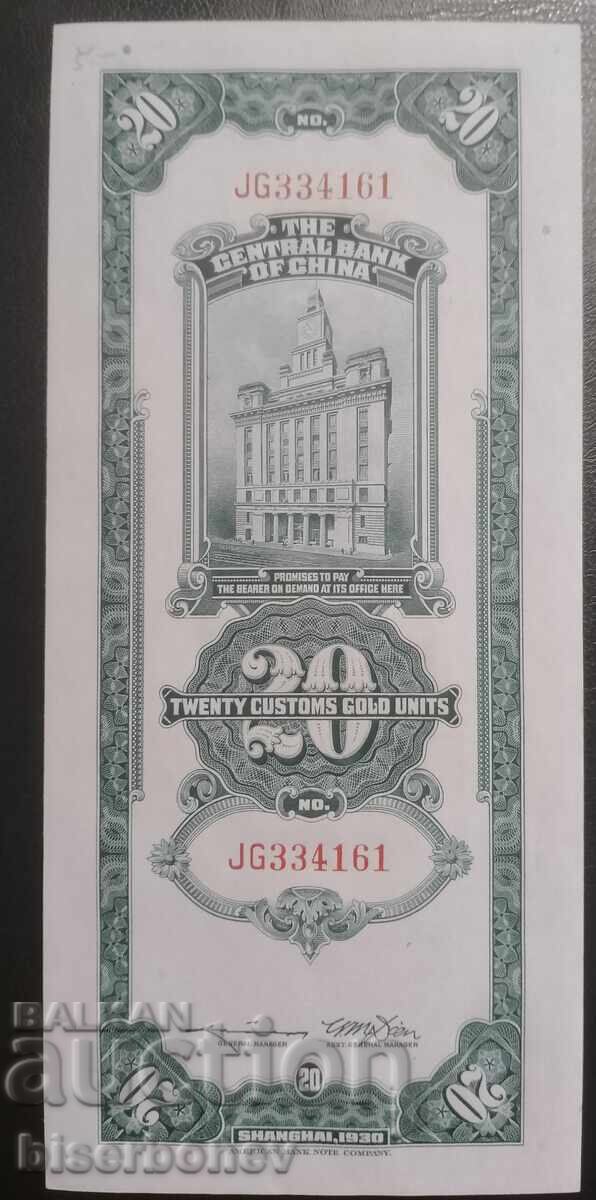 20 20
NO.
JG334161
THE
CENTRAL BANK
OF CHINA
PROMISES TO PAY
THE BEARER ON DEMAND AT ITS OFFICE HERE
20
TWENTY CUSTOMS GOLD UNITS
NO.
JG334161
GENERAL MANAGER ASST. GENERAL MANAGER
BALKAN
auction
20 20 20
SHANGHAI, 1930
AMERICAN BANK NOTE COMPANY.
biserbonev